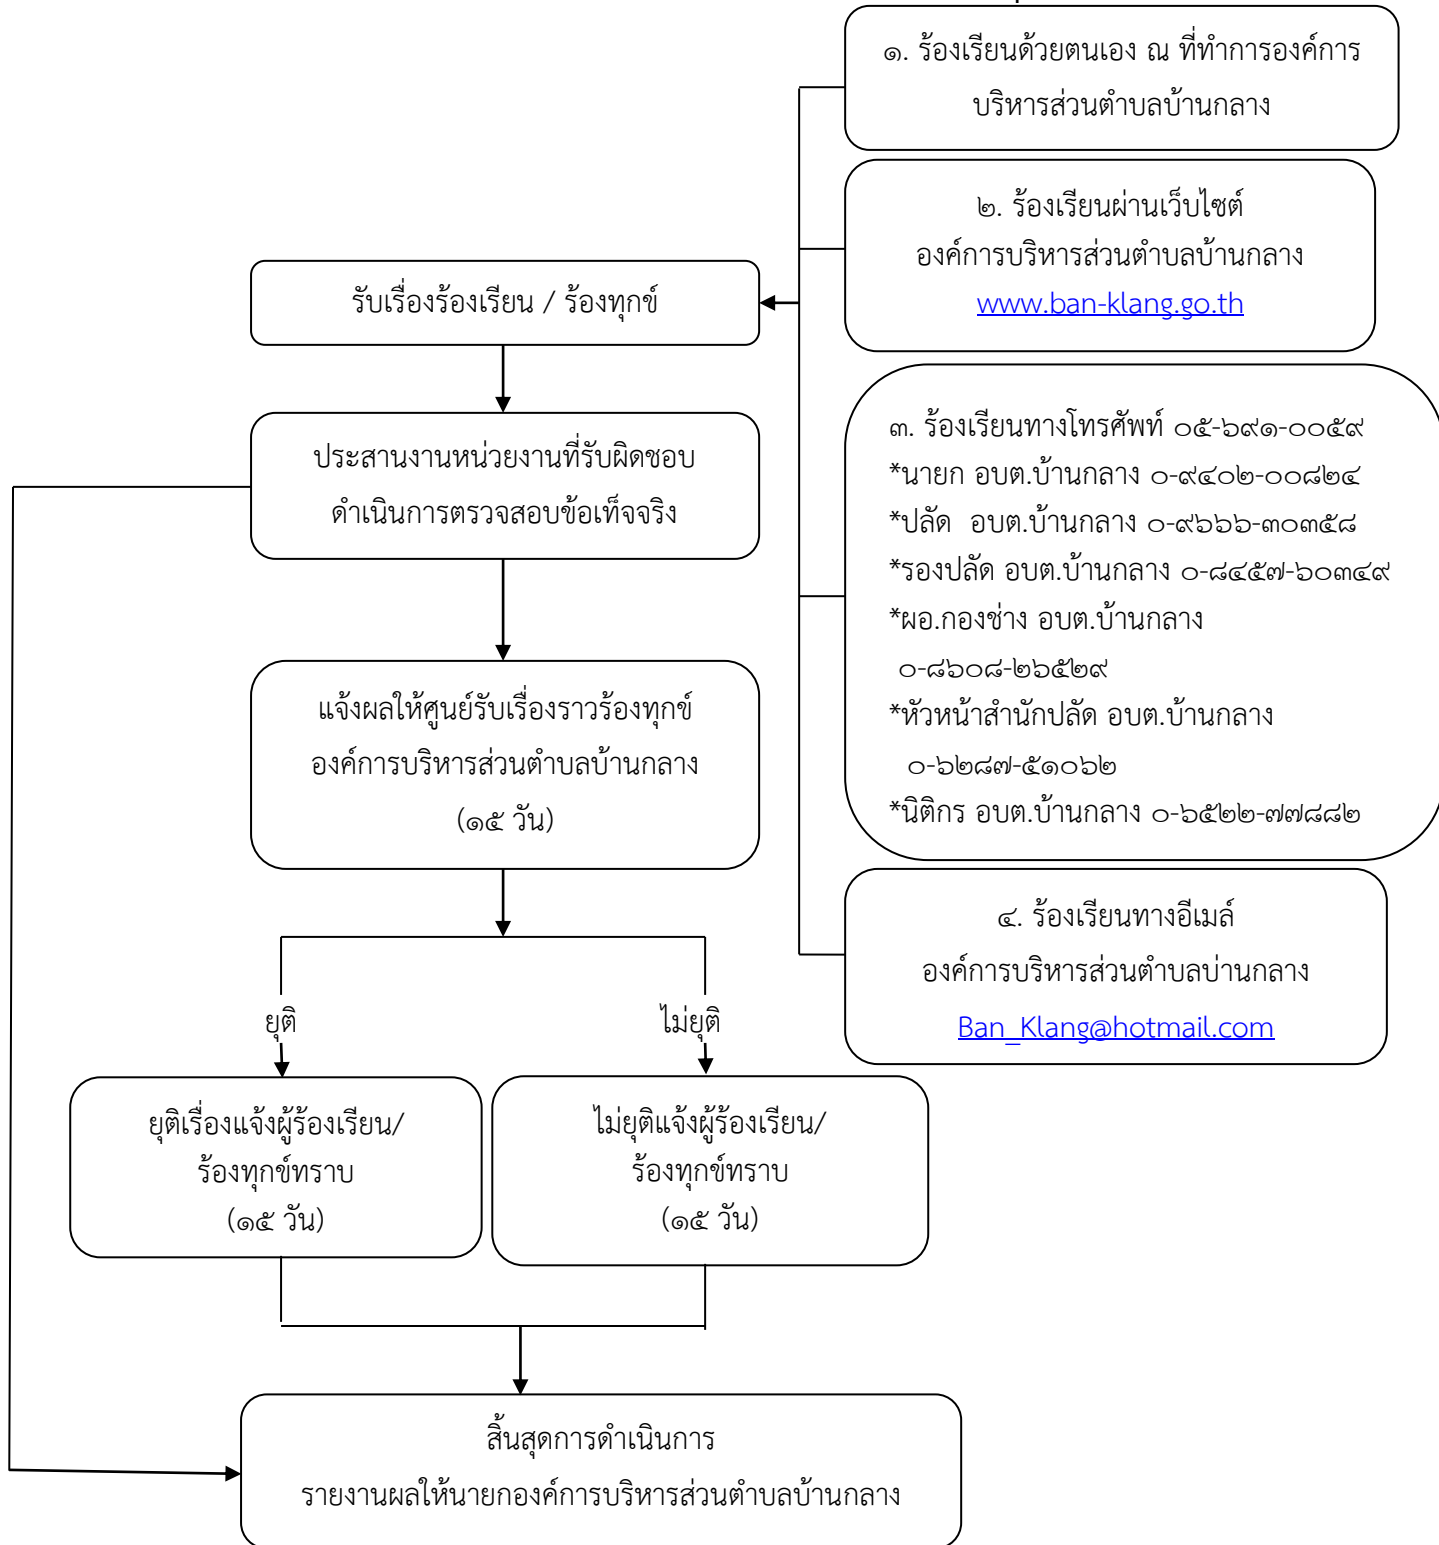 ๑. ร้องเรียนด้วยตนเอง ณ ที่ทำการองค์การ
บริหารส่วนตำบลบ้านกลาง
๒. ร้องเรียนผ่านเว็บไซต์
องค์การบริหารส่วนตำบลบ้านกลาง
www.ban-klang.go.th
รับเรื่องร้องเรียน / ร้องทุกข์
๓. ร้องเรียนทางโทรศัพท์ ๐๕-๖๙๑-๐๐๕๙
*นายก อบต.บ้านกลาง ๐-๙๔๐๒-๐๐๘๒๔
*ปลัด  อบต.บ้านกลาง ๐-๙๖๖๖-๓๐๓๕๘
*รองปลัด อบต.บ้านกลาง ๐-๘๔๕๗-๖๐๓๔๙
*ผอ.กองช่าง อบต.บ้านกลาง
๐-๘๖๐๘-๒๖๕๒๙
*หัวหน้าสำนักปลัด อบต.บ้านกลาง
๐-๖๒๘๗-๕๑๐๖๒
*นิติกร อบต.บ้านกลาง ๐-๖๕๒๒-๗๗๘๘๒
ประสานงานหน่วยงานที่รับผิดชอบ
ดำเนินการตรวจสอบข้อเท็จจริง
แจ้งผลให้ศูนย์รับเรื่องราวร้องทุกข์
องค์การบริหารส่วนตำบลบ้านกลาง
(๑๕ วัน)
๔. ร้องเรียนทางอีเมล์
องค์การบริหารส่วนตำบลบ่านกลาง
Ban_Klang@hotmail.com
ยุติ
ไม่ยุติ
ยุติเรื่องแจ้งผู้ร้องเรียน/
ร้องทุกข์ทราบ
(๑๕ วัน)
ไม่ยุติแจ้งผู้ร้องเรียน/
ร้องทุกข์ทราบ
(๑๕ วัน)
สิ้นสุดการดำเนินการ
รายงานผลให้นายกองค์การบริหารส่วนตำบลบ้านกลาง